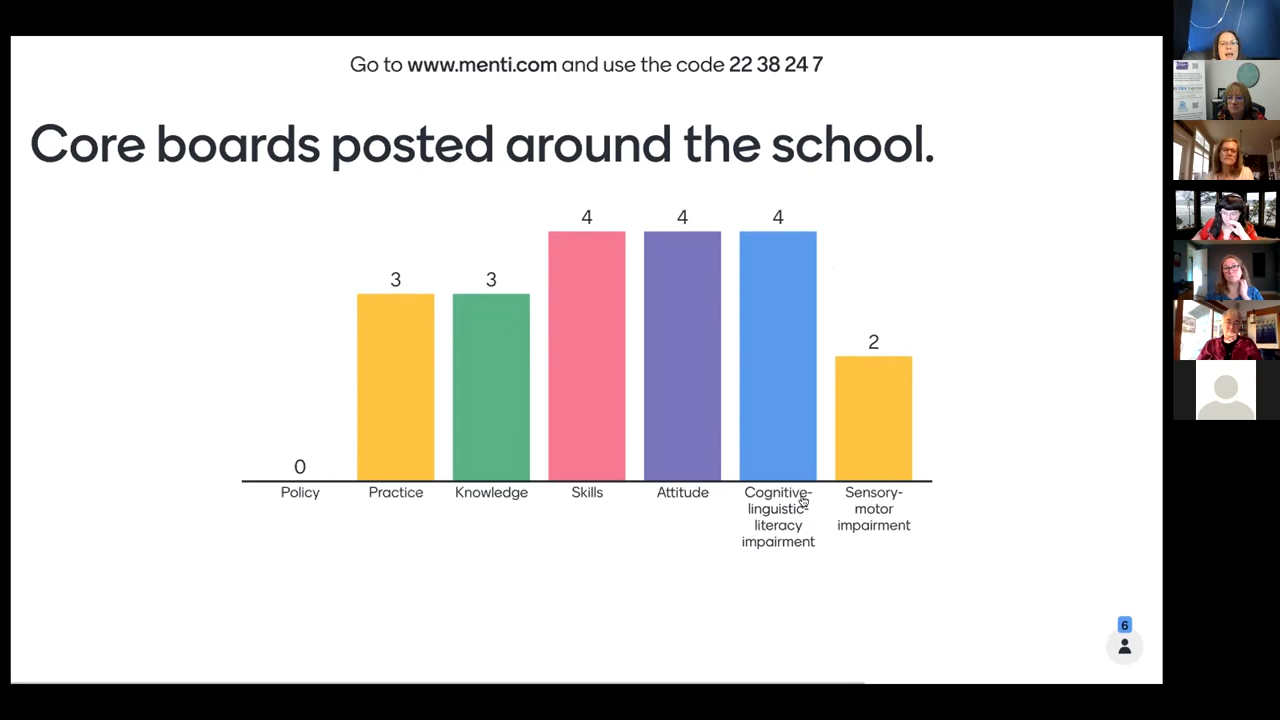 Go to www.menti.com and use the code 22 38 24 7
Core boards posted around the school.
0
3
3
4
4
4
2
Policy
Practice
Knowledge
Skills
Attitude
Cognitive-
linguistic-
literacy
impairment
Sensory-
motor
impairment
6